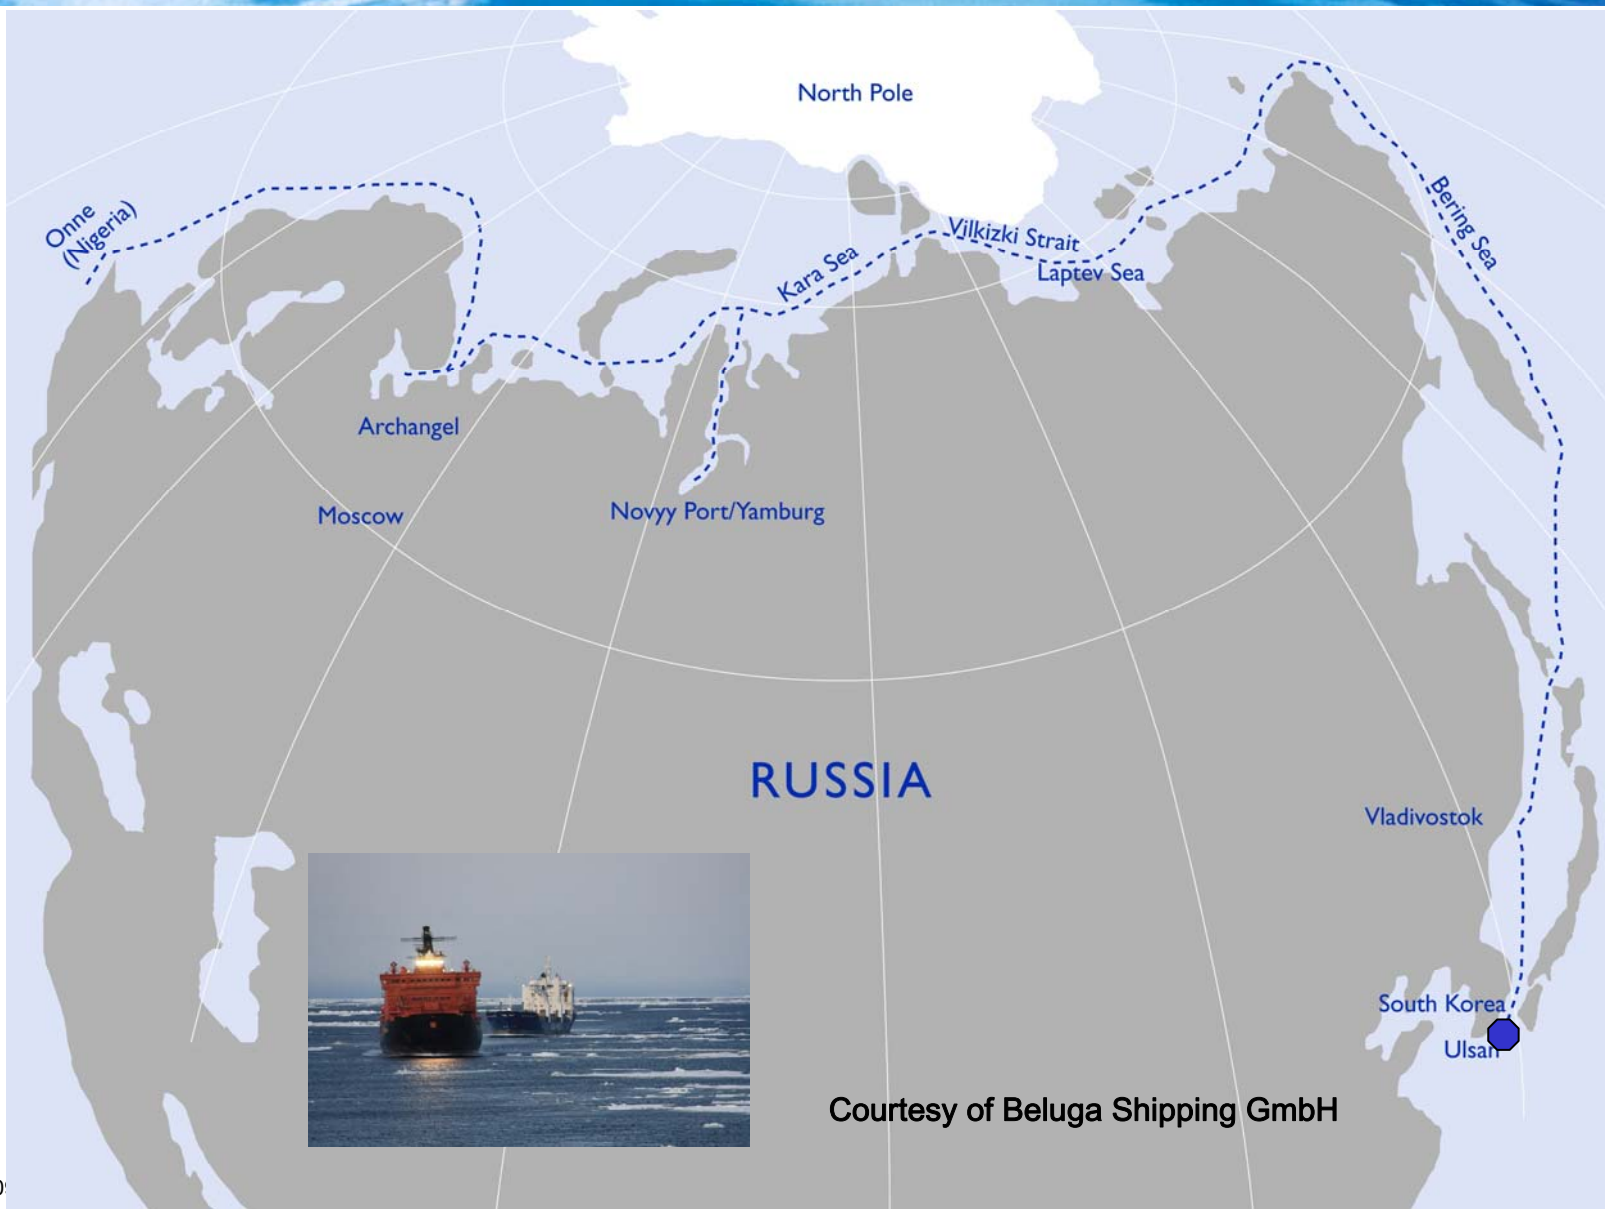 North Pole
Onne
(Nigeria)
Bering Sea
Vilkizki Strait
Kara Sea
Laptev Sea
Archangel
Novyy Port/Yamburg
Moscow
RUSSIA
Vladivostok
South Korea
Ulsan
Courtesy of Beluga Shipping GmbH